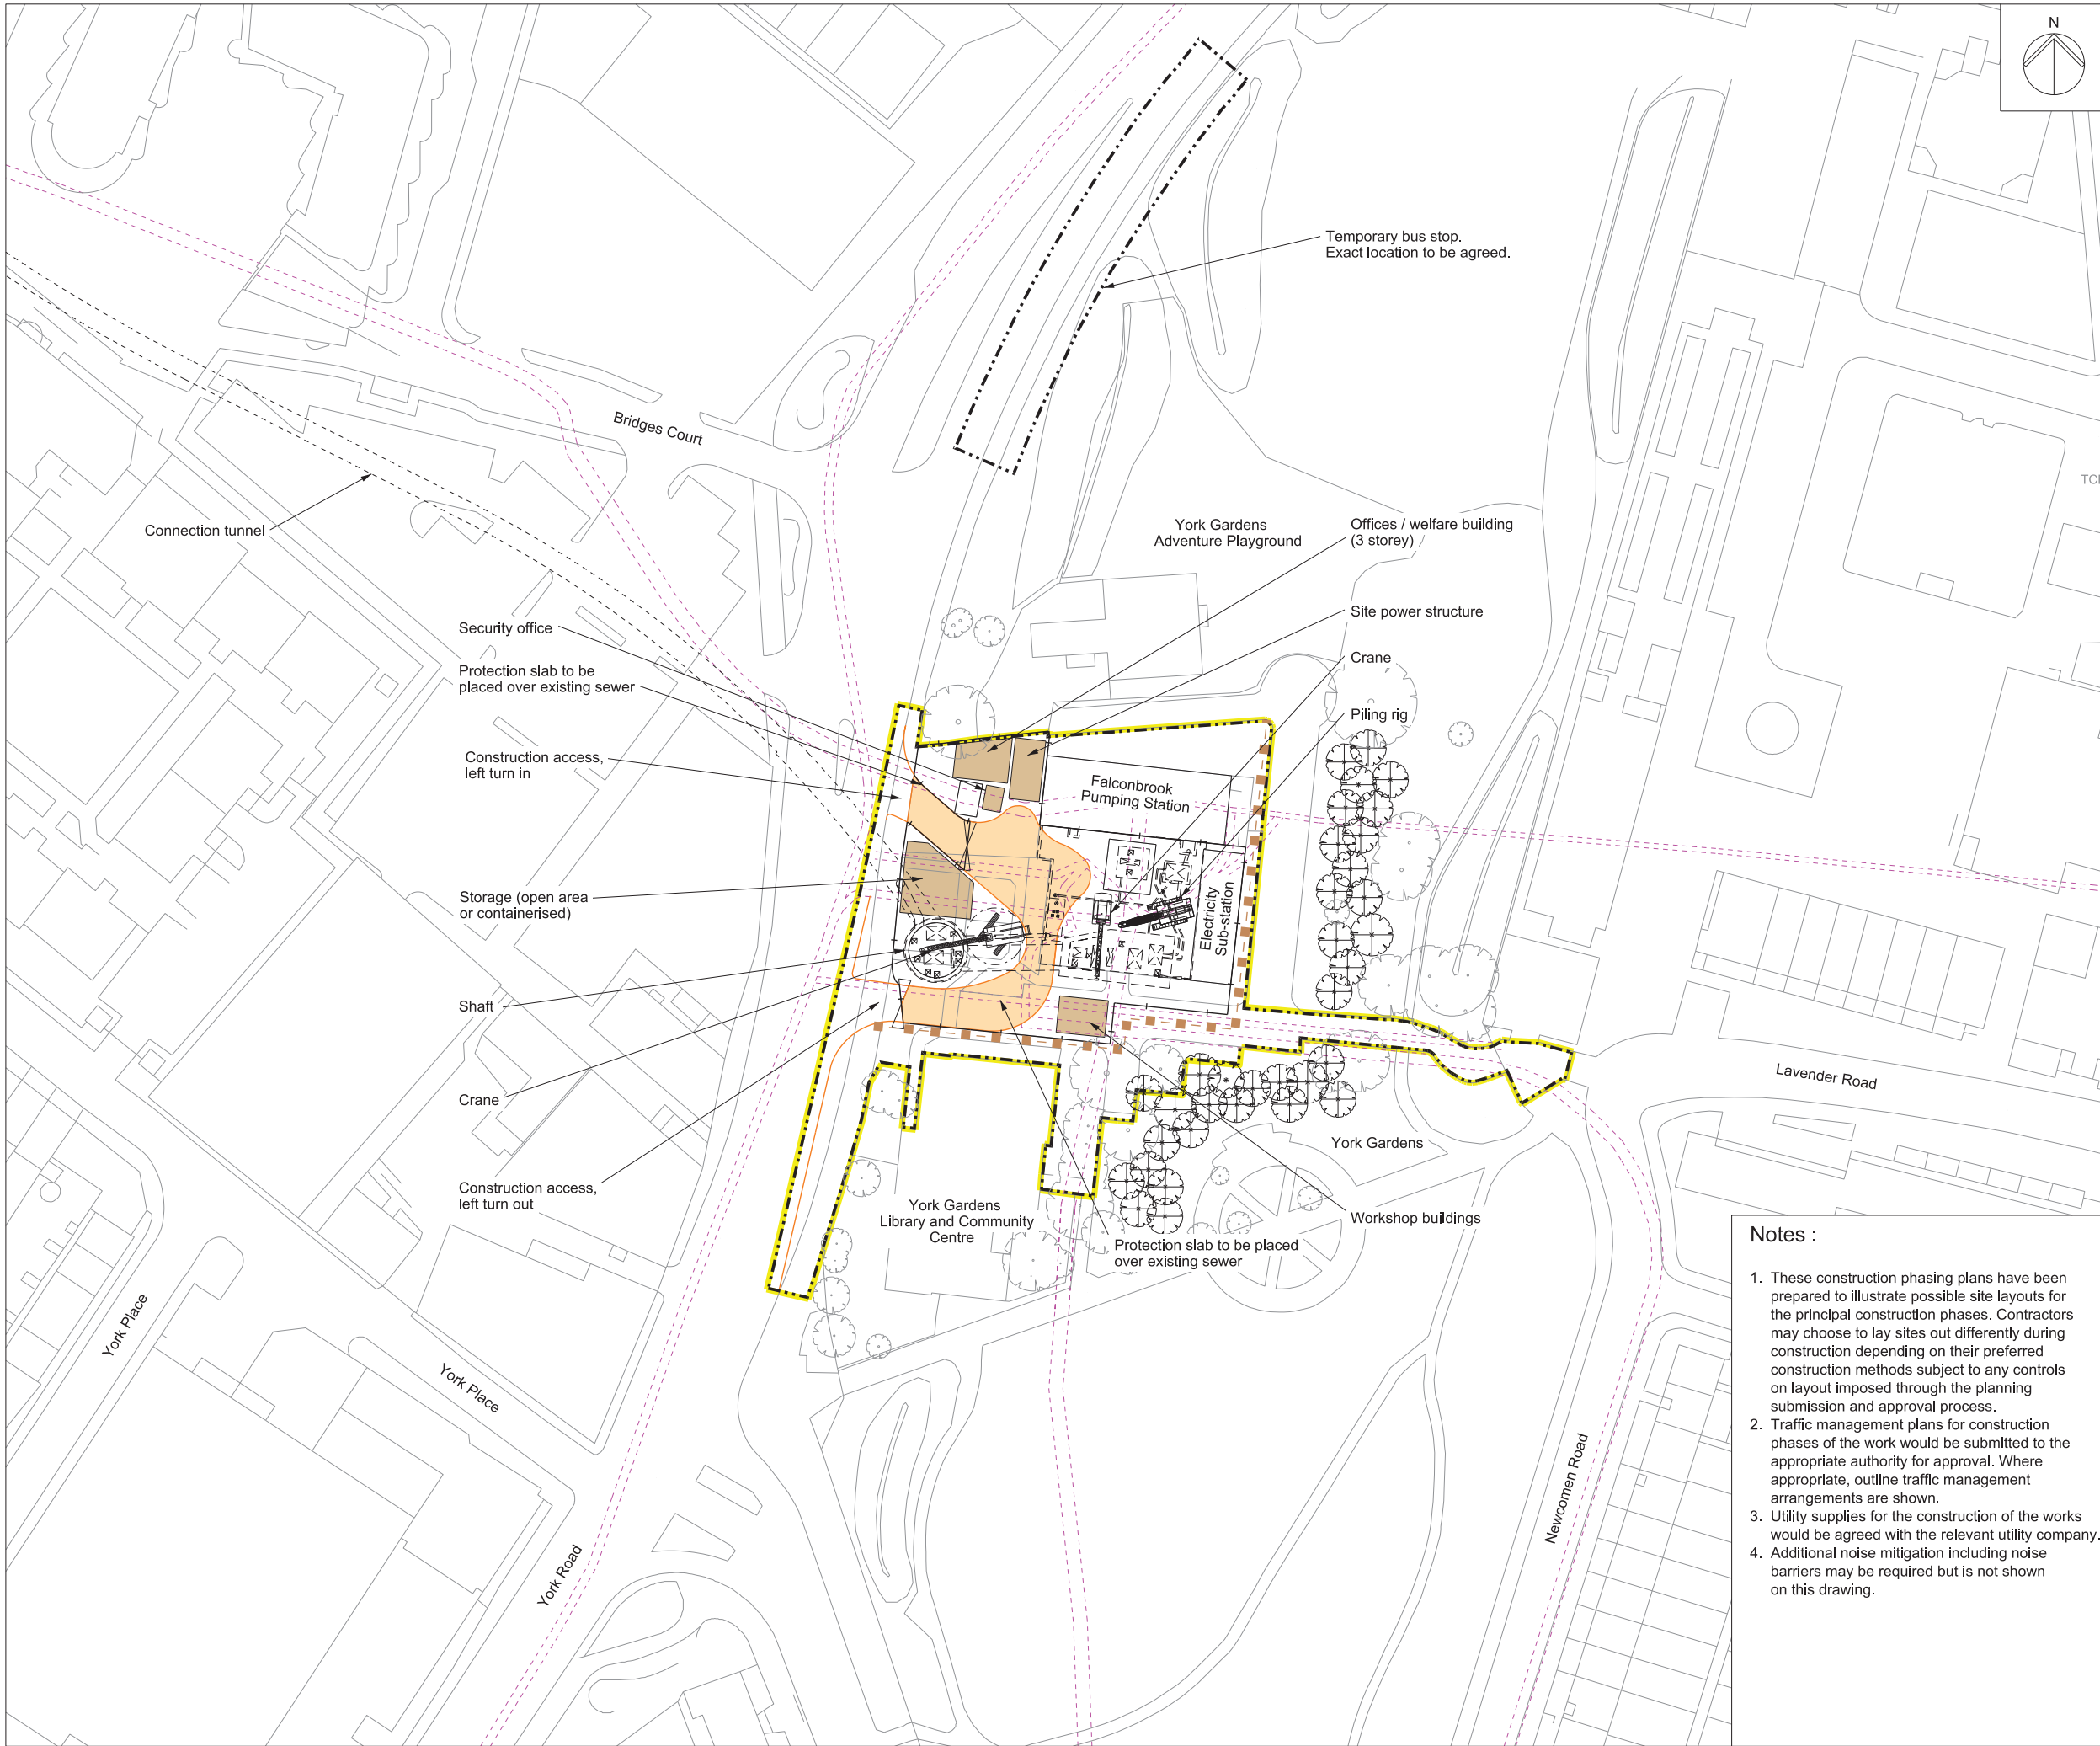 N
Temporary bus stop.
Exact location to be agreed.
Bridges Court
TC
Connection tunnel
York Gardens
Adventure Playground
Offices / welfare building
(3 storey)
Site power structure
Security office
Crane
Protection slab to be
placed over existing sewer
Piling rig
Construction access,
left turn in
Falconbrook
Pumping Station
Storage (open area
or containerised)
Electricity
Sub-station
Shaft
Lavender Road
Crane
York Gardens
Construction access,
left turn out
York Gardens
Library and Community
Centre
Workshop buildings
Protection slab to be placed
over existing sewer
York Place
York Place
York Road
Newcomen Road
Notes :
1. These construction phasing plans have been
prepared to illustrate possible site layouts for
the principal construction phases. Contractors
may choose to lay sites out differently during
construction depending on their preferred
construction methods subject to any controls
on layout imposed through the planning
submission and approval process.
2. Traffic management plans for construction
phases of the work would be submitted to the
appropriate authority for approval. Where
appropriate, outline traffic management
arrangements are shown.
3. Utility supplies for the construction of the works
would be agreed with the relevant utility company.
4. Additional noise mitigation including noise
barriers may be required but is not shown
on this drawing.